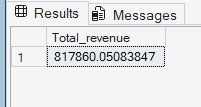 Results Messages
Total_revenue
1 817860.05083847